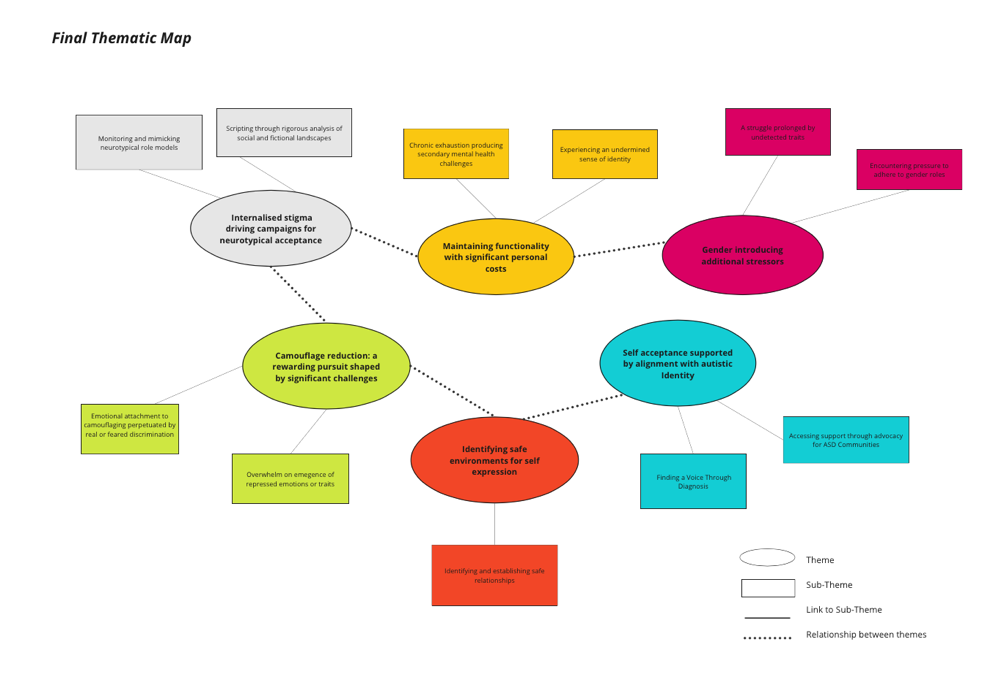 Final Thematic Map
Monitoring and mimicking
neurotypical role models
Scripting through rigorous analysis of
social and fictional landscapes
Chronic exhaustion producing
secondary mental health
challenges
Experiencing an undermined
sense of identity
A struggle prolonged by
undetected traits
Encountering pressure to
adhere to gender rules
Internalised stigma
driving campaigns for
neurotypical acceptance
Maintaining functionality
with significant personal
costs
Gender introducing
additional stressors
Camouflage reduction: a
rewarding pursuit shaped
by significant challenges
Self acceptance supported
by alignment with autistic
Identity
Emotional attachment to
camouflaging perpetuated by
real or feared discrimination
Overwhelm on emegence of
repressed emotions or traits
Identifying safe
environments for self
expression
Finding a Voice Through
Diagnosis
Accessing support through advocacy
for ASD Communities
Identifying and establishing safe
relationships
Theme
Sub-Theme
Link to Sub-Theme
Relationship between themes